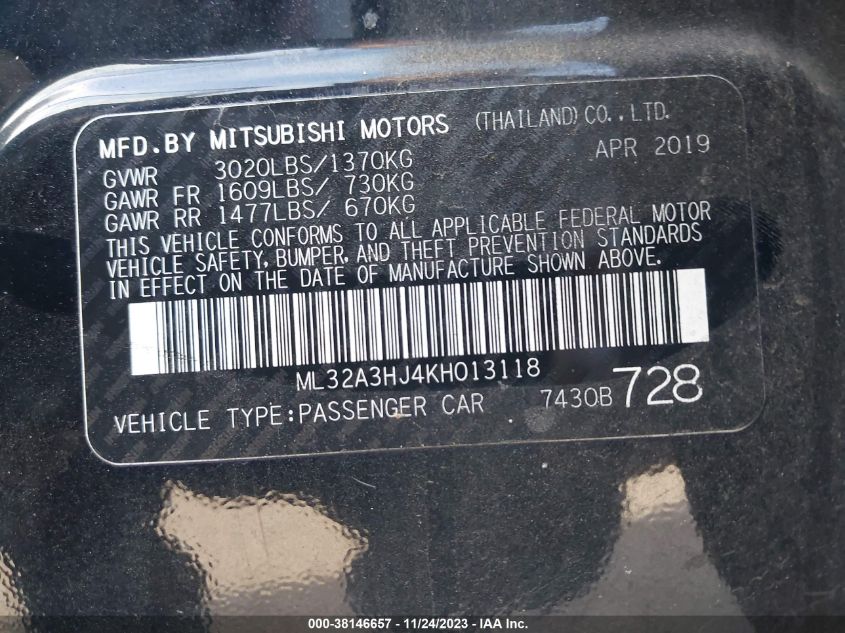 MFD.BY MITSUBISHI MOTORS (THAILAND)CO.,LTD.
APR 2019
GVWR 3020LBS/1370KG
GAWR FR 1609LBS/ 730KG
GAWR RR 1477LBS/ 670KG
THIS VEHICLE CONFORMS TO ALL APPLICABLE FEDERAL MOTOR
VEHICLE SAFETY, BUMPER, AND THEFT PREVENTION STANDARDS
IN EFFECT ON THE DATE OF MANUFACTURE SHOWN ABOVE.
ML32A3HJ4KH013118
VEHICLE TYPE:PASSENGER CAR 7430B 728
000-38146657 - 11/24/2023 - IAA Inc.